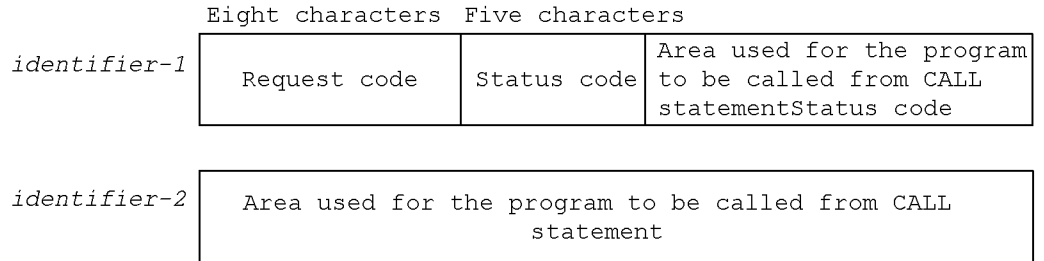 Eight characters Five characters
identifier-1
Request code
Status code
Area used for the program
to be called from CALL
statementStatus code
identifier-2
Area used for the program to be called from CALL
statement